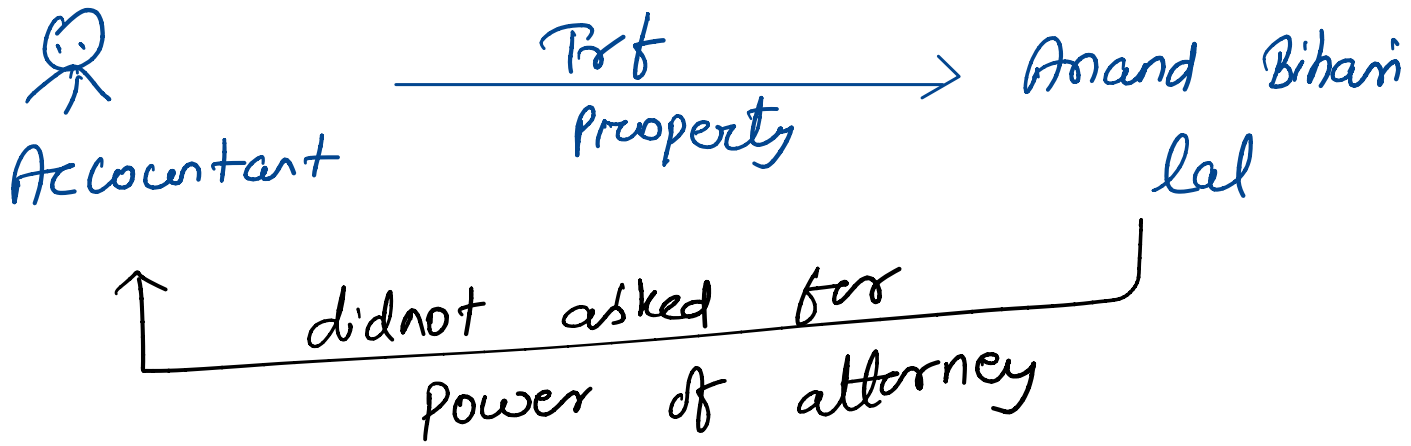 Trf
Property
Accountant
Anand Bihari
lal
didnot asked for
Power of attorney